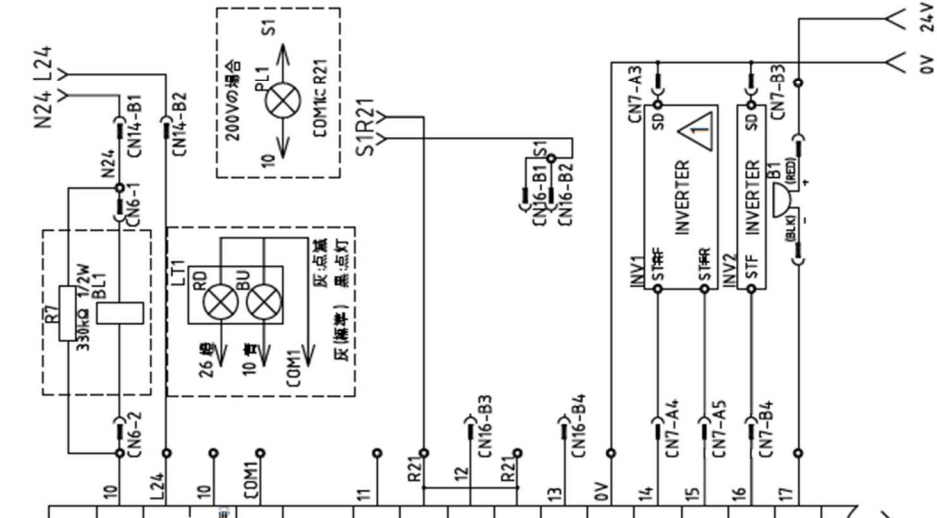 N24
L24
CN14-B1
CN14-B2
N24
CN6-1
R7
330kΩ 1/2W
BL1
CN6-2
200Vの場合
PL1
S1
10
COM1に R21
LT1
RD
BU
26 橙
10 青
COM1
灰:点滅
黒:点灯
灰(標準)
S1
R21
S1
CN16-B1
CN16-B2
CN16-B3
CN16-B4
24V
0V
CN7-A3
SD
1
INVERTER
INV1
STF
STR
CN7-B3
SD
INVERTER
INV2
STF
B1
(RED)
+
(BLK)
-
CN7-A4
CN7-A5
CN7-B4
10
L24
10
COM1
11
R21
12
R21
13
0V
14
15
16
17